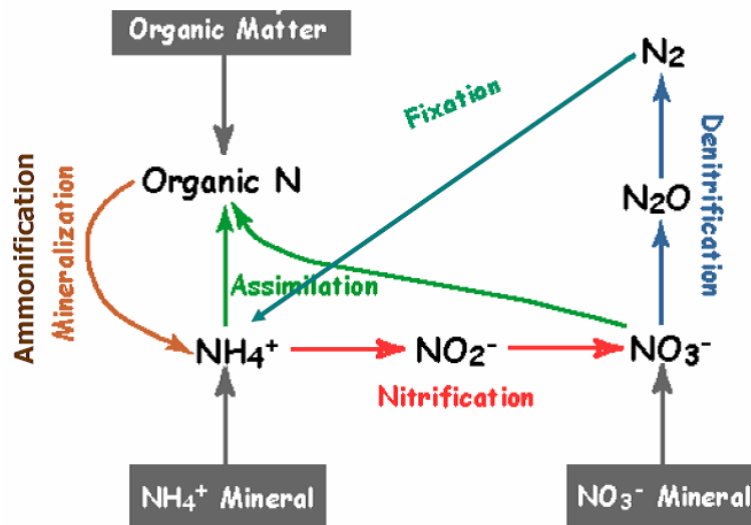 Organic Matter
N₂
Fixation
Denitrification
Organic N
N₂O
Ammonification
Mineralization
Assimilation
NH₄⁺
NO₂⁻
NO₃⁻
Nitrification
NH₄⁺ Mineral
NO₃⁻ Mineral